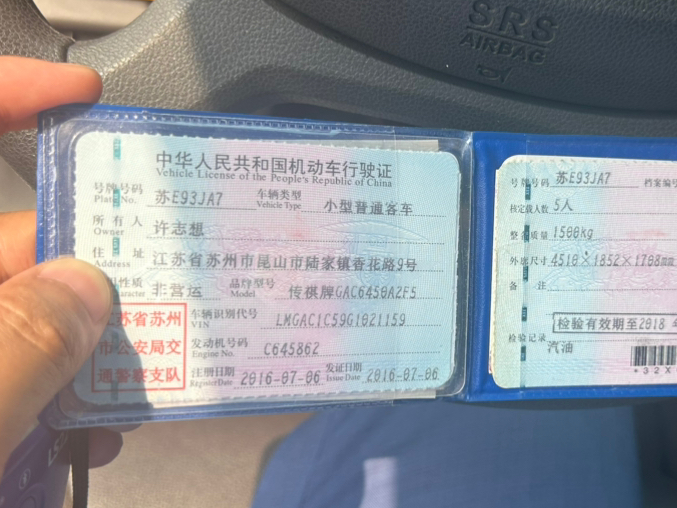 SRS
AIRBAG
中华人民共和国机动车行驶证
Vehicle License of the People's Republic of China
号牌号码 苏E93JA7 车辆类型 小型普通客车
Plate No. Vehicle Type
所有人 许志想
Owner
住址 江苏省苏州市昆山市陆家镇香花路9号
Address
用性质 非营运 品牌型号 传祺牌GAC6450A2F5
Character Model
江苏省苏州
市公安局交
通警察支队
车辆识别代号 LMGAC1C59G1021159
VIN
发动机号码 C645862
Engine No.
注册日期 2016-07-06 发证日期 2016-07-06
Register Date Issue Date
号牌号码 苏E93JA7 档案编
核定载人数 5人
整备质量 1500kg
外廓尺寸 4510×1852×1708mm
备注
检验有效期至2018
检验记录
汽油
*32X